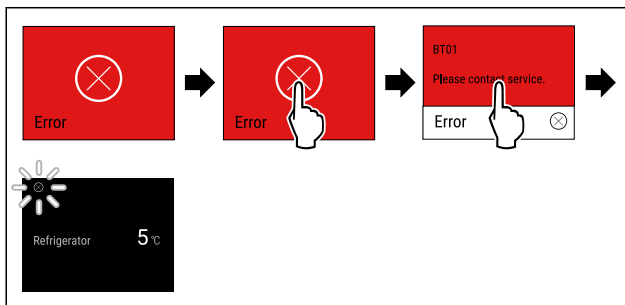 Error
Error
BT01
Please contact service.
Error
Refrigerator 5 °C